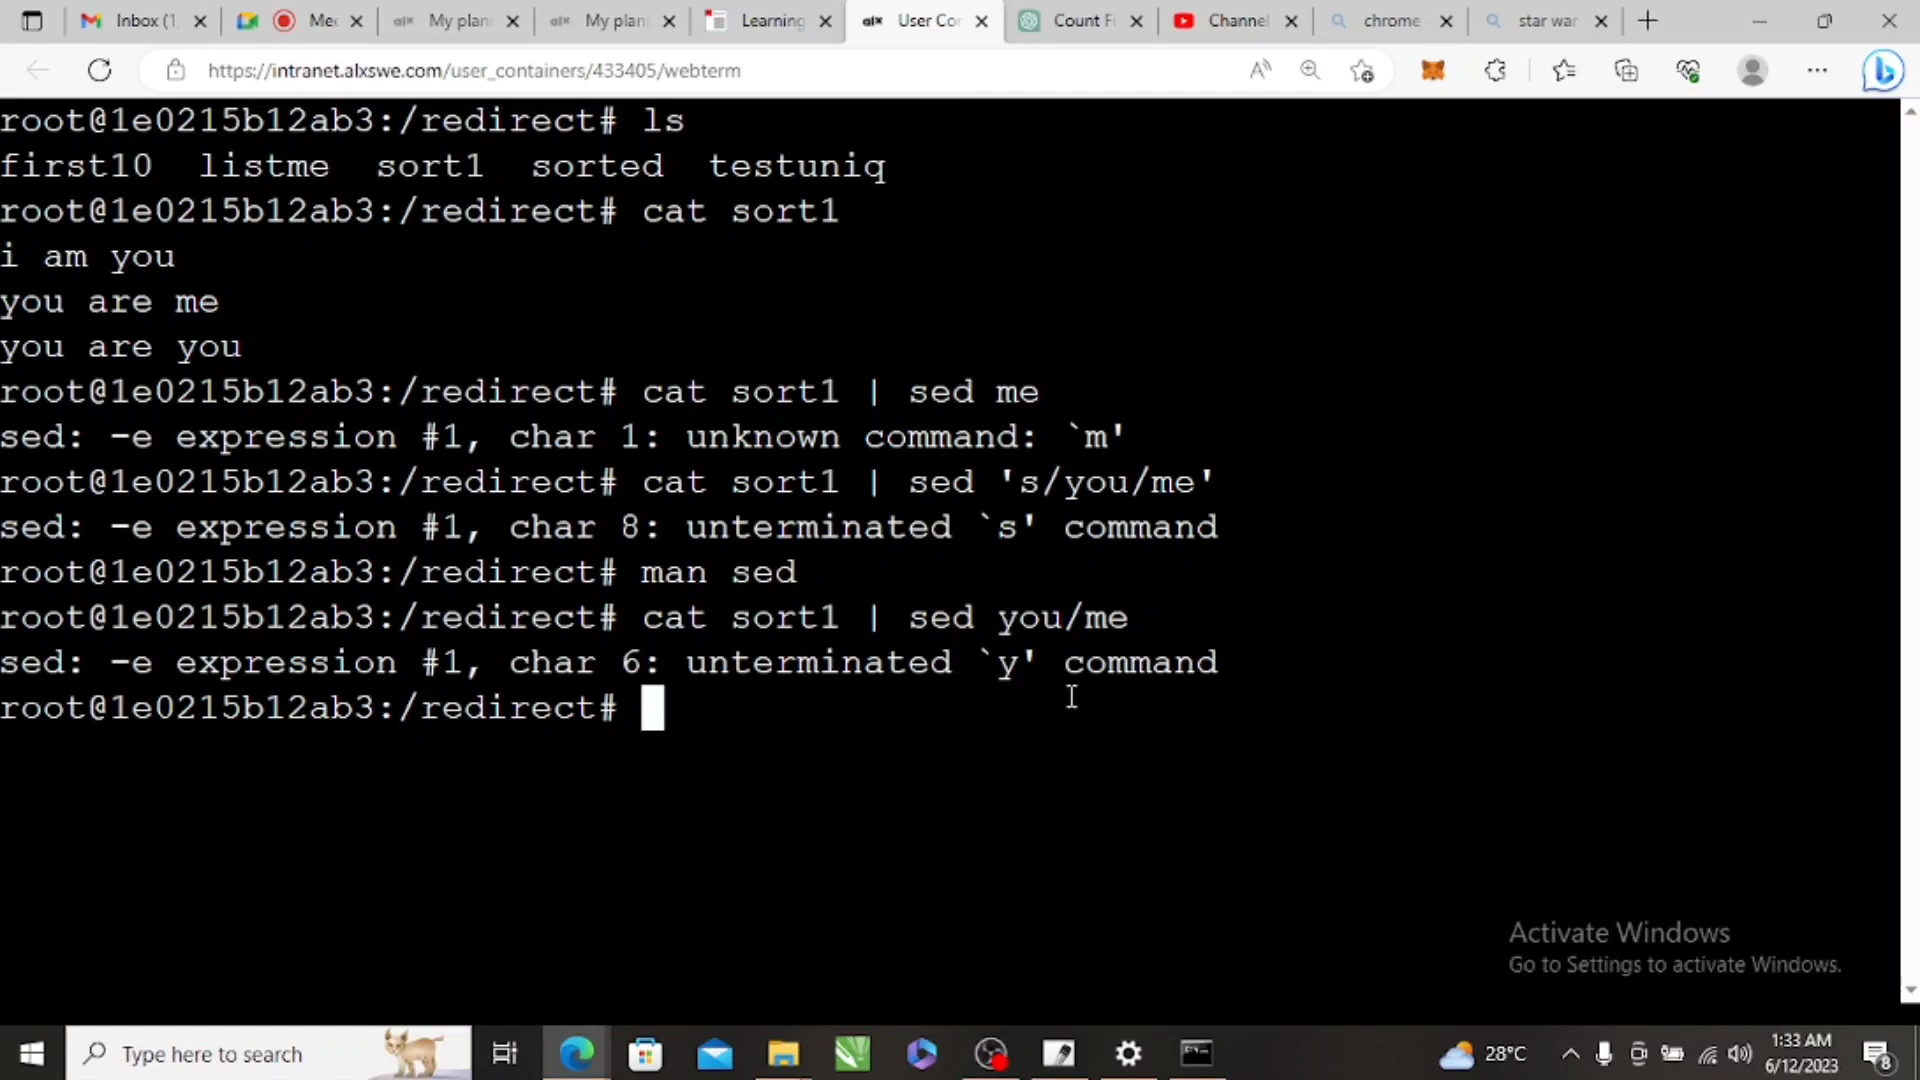 Inbox (1,
Mee
My plan
My plan
Learning
User Con
Count Fi
Channel
chrome
star war
https://intranet.alxswe.com/user_containers/433405/webterm
root@1e0215b12ab3:/redirect# ls
first10 listme sort1 sorted testuniq
root@1e0215b12ab3:/redirect# cat sort1
i am you
you are me
you are you
root@1e0215b12ab3:/redirect# cat sort1 | sed me
sed: -e expression #1, char 1: unknown command: `m'
root@1e0215b12ab3:/redirect# cat sort1 | sed 's/you/me'
sed: -e expression #1, char 8: unterminated `s' command
root@1e0215b12ab3:/redirect# man sed
root@1e0215b12ab3:/redirect# cat sort1 | sed you/me
sed: -e expression #1, char 6: unterminated `y' command
root@1e0215b12ab3:/redirect#
Activate Windows
Go to Settings to activate Windows.
Type here to search
28°C
1:33 AM
6/12/2023
8